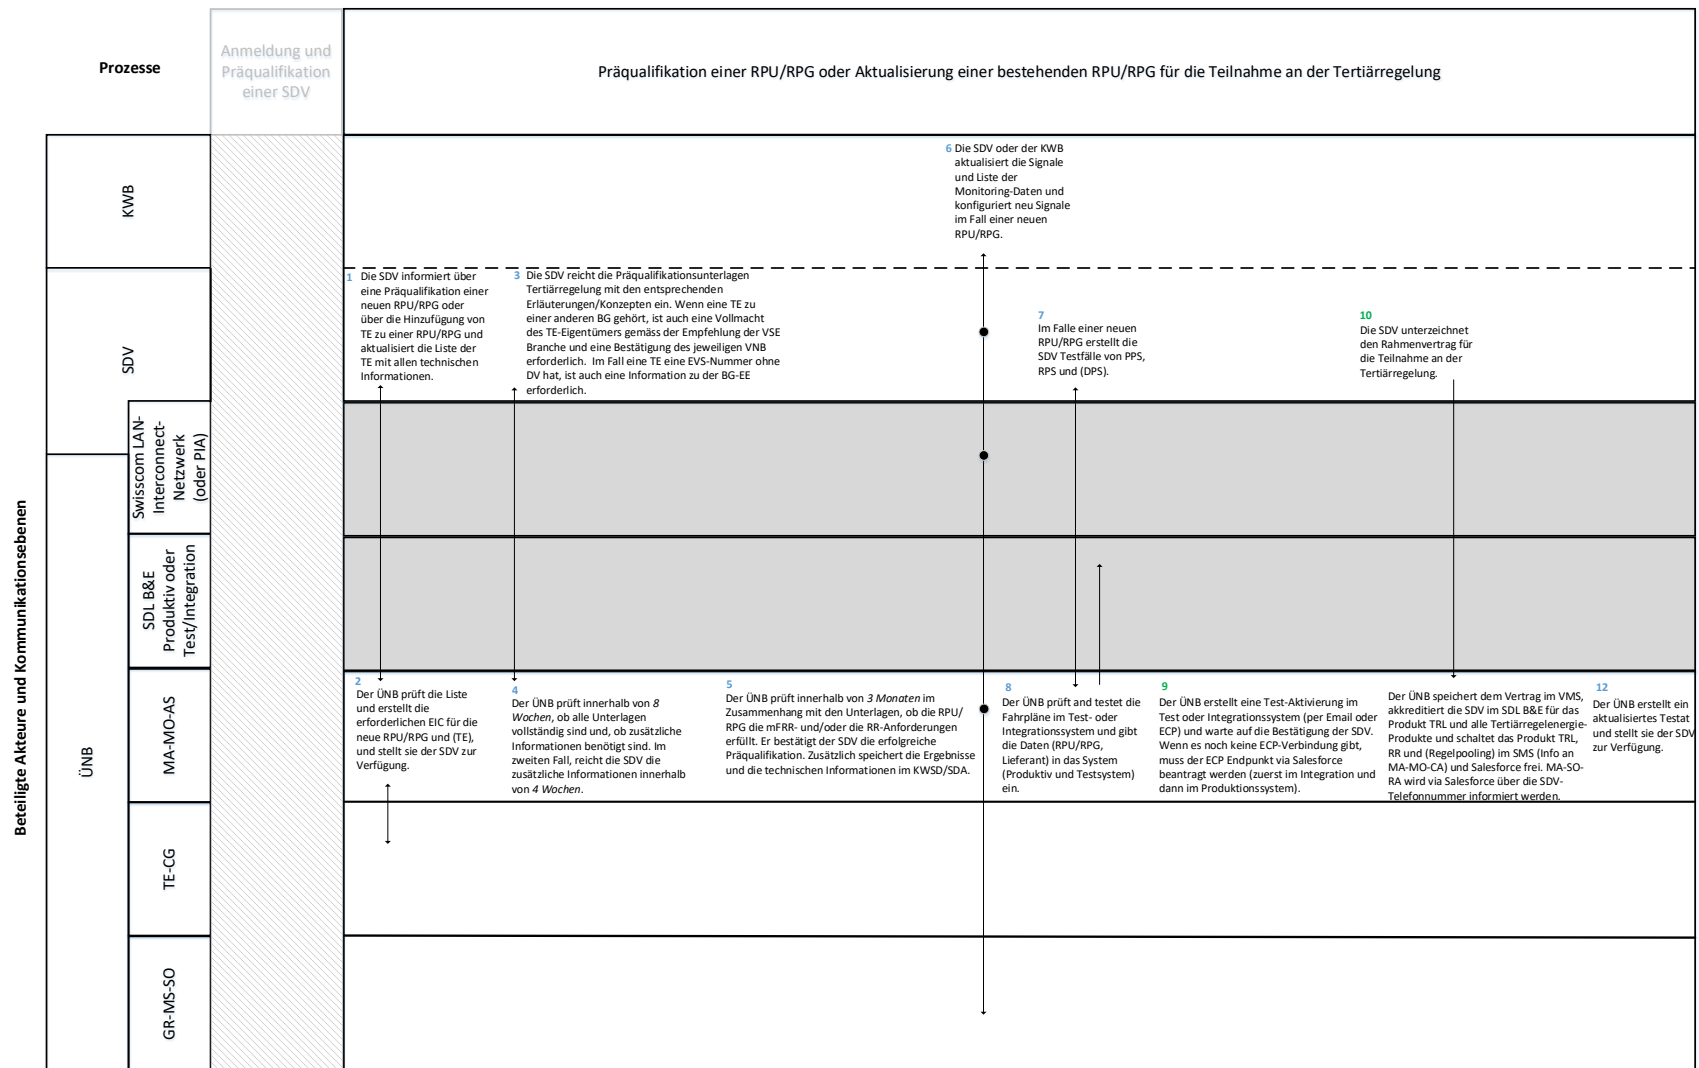 Prozesse
Anmeldung und
Präqualifikation
einer SDV
Präqualifikation einer RPU/RPG oder Aktualisierung einer bestehenden RPU/RPG für die Teilnahme an der Tertiärregelung
Beteiligte Akteure und Kommunikationsebenen
KWB
6 Die SDV oder der KWB
aktualisiert die Signale
und Liste der
Monitoring-Daten und
konfiguriert neu Signale
im Fall einer neuen
RPU/RPG.
SDV
1 Die SDV informiert über
eine Präqualifikation einer
neuen RPU/RPG oder
über die Hinzufügung von
TE zu einer RPU/RPG und
aktualisiert die Liste der
TE mit allen technischen
Informationen.
3 Die SDV reicht die Präqualifikationsunterlagen
Tertiärregelung mit den entsprechenden
Erläuterungen/Konzepten ein. Wenn eine TE zu
einer anderen BG gehört, ist auch eine Vollmacht
des TE-Eigentümers gemäss der Empfehlung der VSE
Branche und eine Bestätigung des jeweiligen VNB
erforderlich. Im Fall eine TE eine EVS-Nummer ohne
DV hat, ist auch eine Information zu der BG-EE
erforderlich.
7
Im Falle einer neuen
RPU/RPG erstellt die
SDV Testfälle von PPS,
RPS und (DPS).
10
Die SDV unterzeichnet
den Rahmenvertrag für
die Teilnahme an der
Tertiärregelung.
Swisscom LAN-
Interconnect-
Netzwerk
(oder PIA)
SDL B&E
Produktiv oder
Test/Integration
ÜNB
MA-MO-AS
2
Der ÜNB prüft die Liste
und erstellt die
erforderlichen EIC für die
neue RPU/RPG und (TE),
und stellt sie der SDV zur
Verfügung.
4
Der ÜNB prüft innerhalb von 8
Wochen, ob alle Unterlagen
vollständig sind und, ob zusätzliche
Informationen benötigt sind. Im
zweiten Fall, reicht die SDV die
zusätzliche Informationen innerhalb
von 4 Wochen.
5
Der ÜNB prüft innerhalb von 3 Monaten im
Zusammenhang mit den Unterlagen, ob die RPU/
RPG die mFRR- und/oder die RR-Anforderungen
erfüllt. Er bestätigt der SDV die erfolgreiche
Präqualifikation. Zusätzlich speichert die Ergebnisse
und die technischen Informationen im KWSD/SDA.
8
Der ÜNB prüft and testet die
Fahrpläne im Test- oder
Integrationssystem und gibt
die Daten (RPU/RPG,
Lieferant) in das System
(Produktiv und Testsystem)
ein.
9
Der ÜNB erstellt eine Test-Aktivierung im
Test oder Integrationssystem (per Email oder
ECP) und warte auf die Bestätigung der SDV.
Wenn es noch keine ECP-Verbindung gibt,
muss der ECP Endpunkt via Salesforce
beantragt werden (zuerst im Integration und
dann im Produktionssystem).
Der ÜNB speichert dem Vertrag im VMS,
akkreditiert die SDV im SDL B&E für das
Produkt TRL und alle Tertiärregelenergie-
Produkte und schaltet das Produkt TRL,
RR und (Regelpooling) im SMS (Info an
MA-MO-CA) und Salesforce frei. MA-SO-
RA wird via Salesforce über die SDV-
Telefonnummer informiert werden.
12
Der ÜNB erstellt ein
aktualisiertes Testat
und stellt sie der SDV
zur Verfügung.
TE-CG
GR-MS-SO